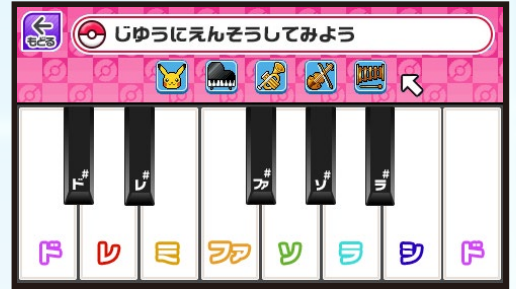 もどる
じゆうにえんそうしてみよう
ド# レ# ファ# ソ# ラ#
ド レ ミ ファ ソ ラ シ ド